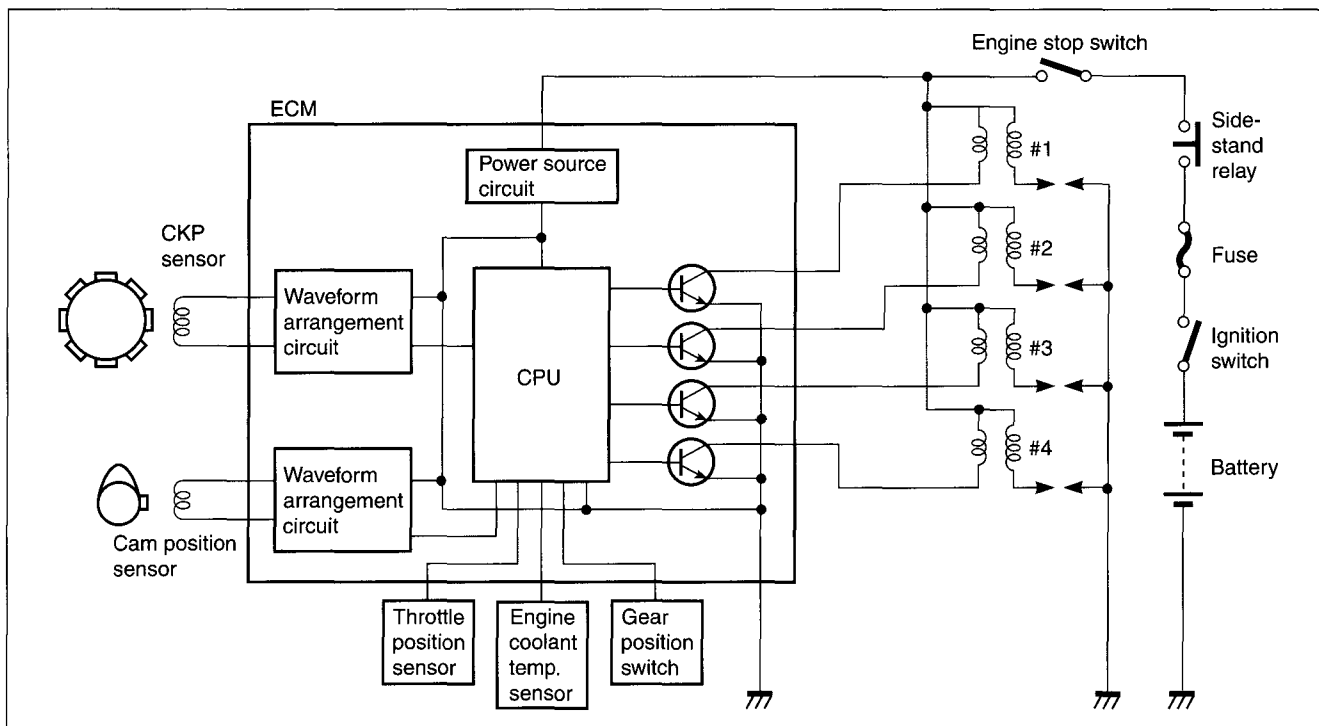 Engine stop switch
ECM
Side-
stand
relay
Power source
circuit
#1
CKP
sensor
#2
Fuse
Waveform
arrangement
circuit
CPU
#3
Ignition
switch
#4
Battery
Waveform
arrangement
circuit
Cam position
sensor
Throttle
position
sensor
Engine
coolant
temp.
sensor
Gear
position
switch